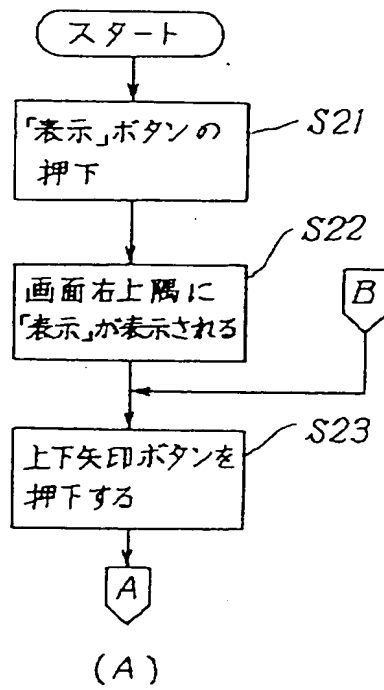 スタート
「表示」ボタンの
押下
S21
S22
画面右上隅に
「表示」が表示される
B
S23
上下矢印ボタンを
押下する
A
(A)